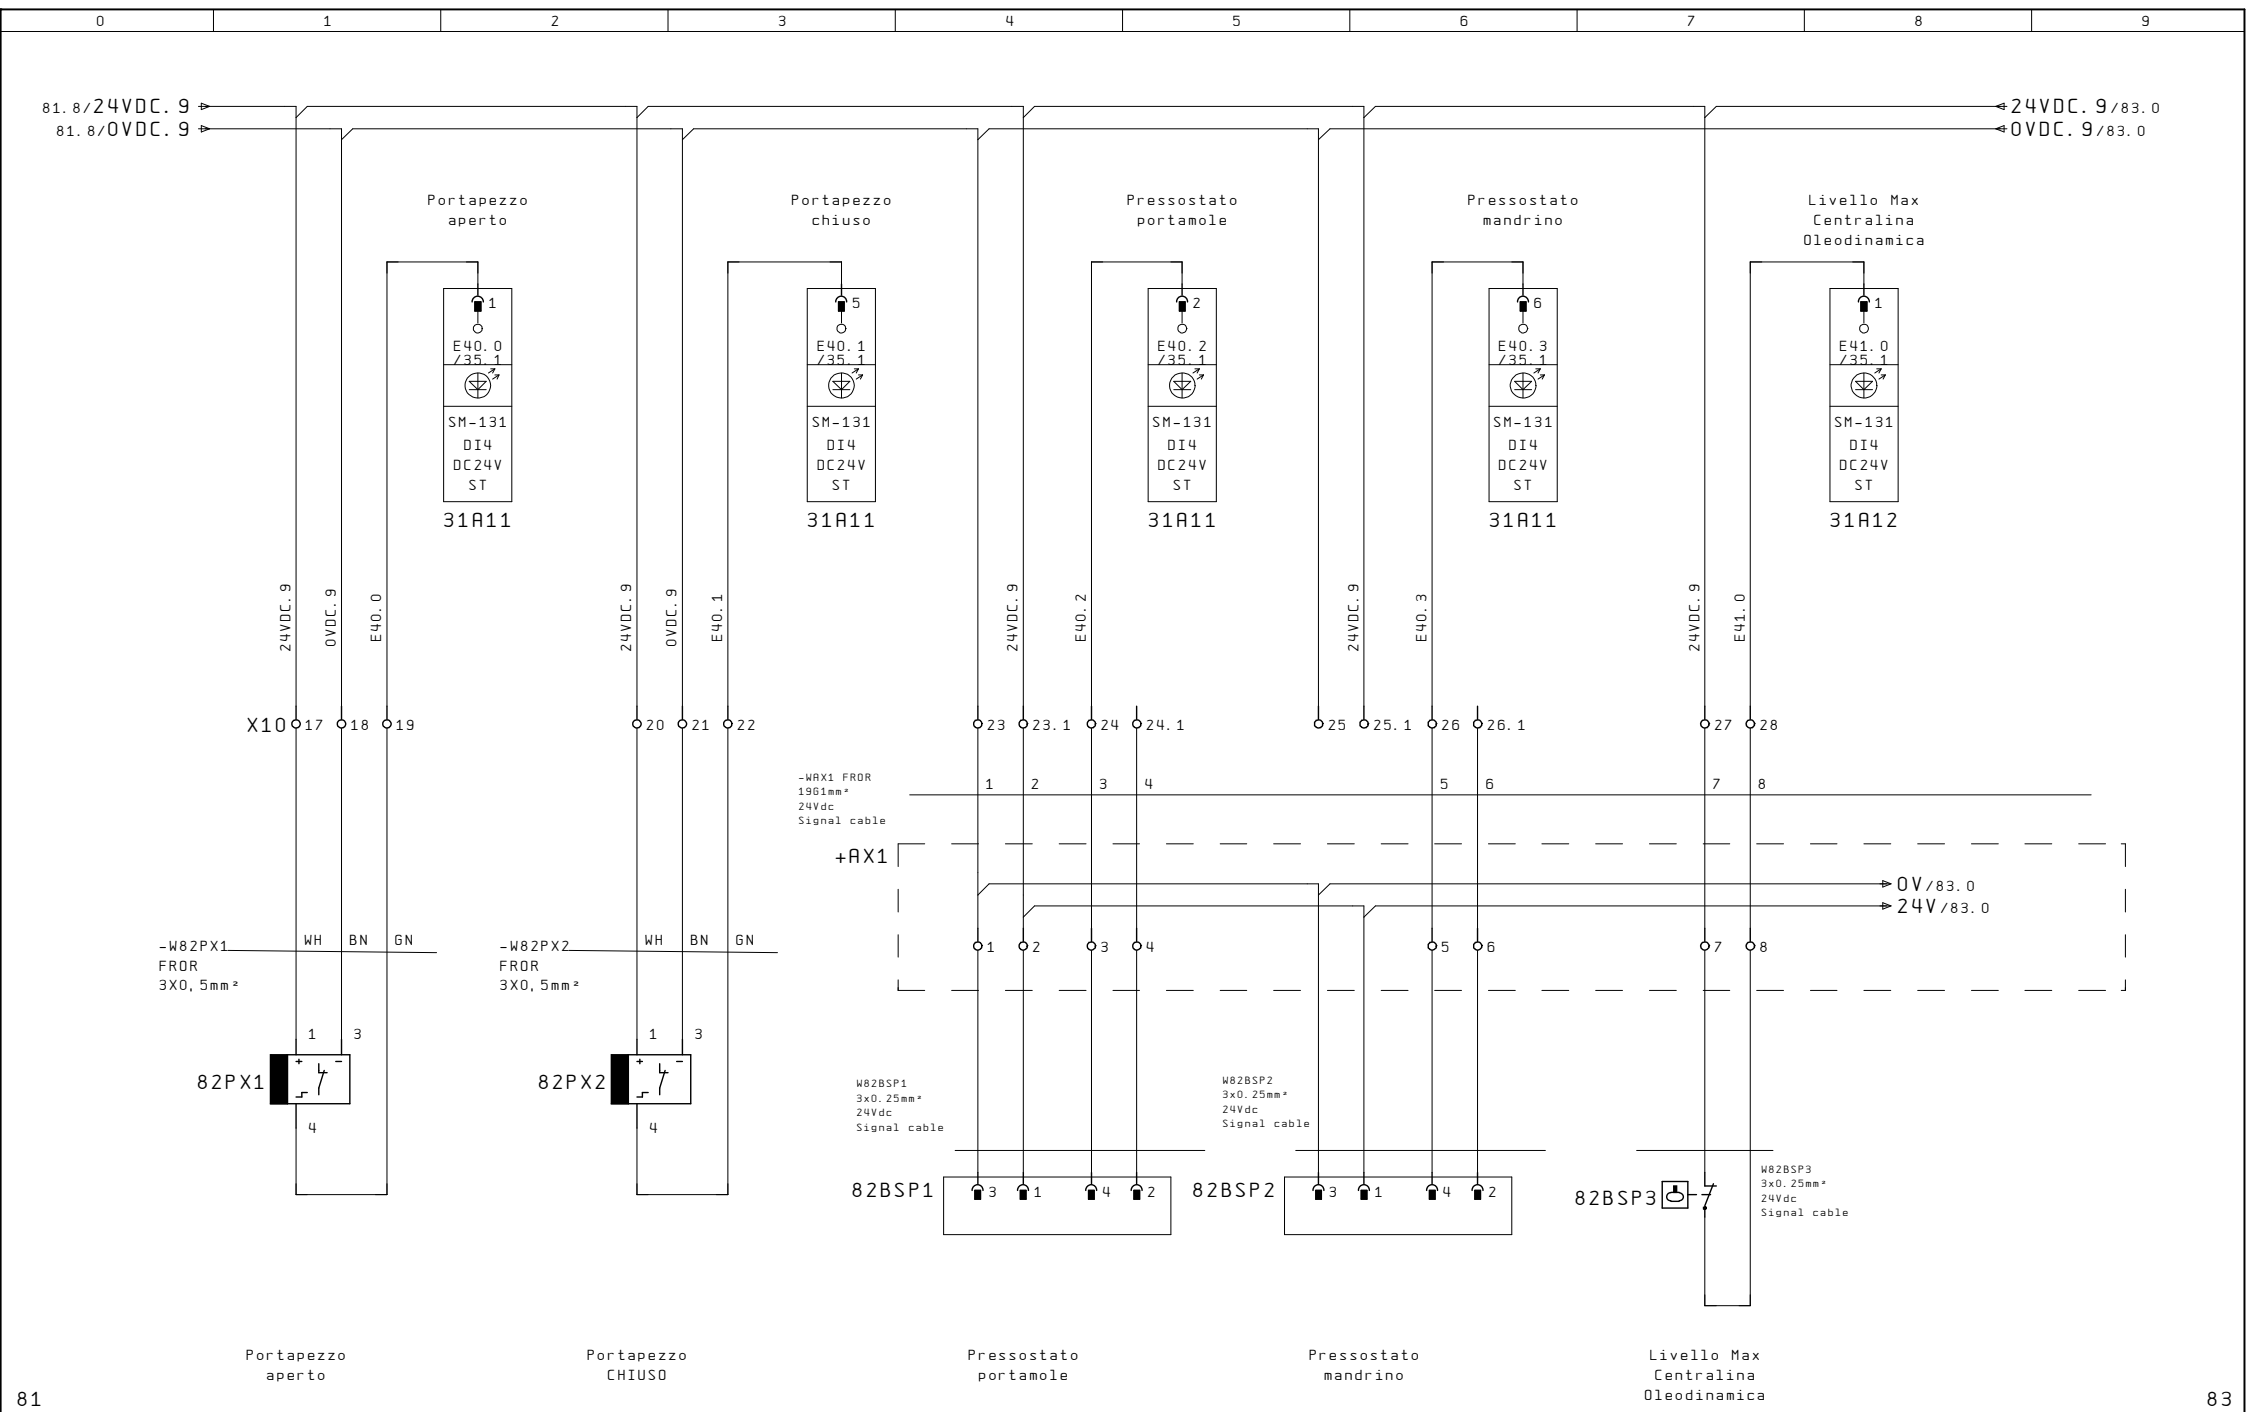 0 1 2 3 4 5 6 7 8 9
81.8/24VDC.9
24VDC.9/83.0
81.8/0VDC.9
0VDC.9/83.0
Portapezzo
aperto
Portapezzo
chiuso
Pressostato
portamole
Pressostato
mandrino
Livello Max
Centralina
Oleodinamica
1
E40.0
/35.1
SM-131
DI4
DC24V
ST
31A11
5
E40.1
/35.1
SM-131
DI4
DC24V
ST
31A11
2
E40.2
/35.1
SM-131
DI4
DC24V
ST
31A11
6
E40.3
/35.1
SM-131
DI4
DC24V
ST
31A11
1
E41.0
/35.1
SM-131
DI4
DC24V
ST
31A12
24VDC.9
0VDC.9
E40.0
24VDC.9
0VDC.9
E40.1
24VDC.9
E40.2
24VDC.9
E40.3
24VDC.9
E41.0
X10 17 18 19 20 21 22 23 23.1 24 24.1 25 25.1 26 26.1 27 28
-WAX1 FROR
19G1mm²
24Vdc
Signal cable
1 2 3 4 5 6 7 8
+AX1
0V/83.0
24V/83.0
1 2 3 4 5 6 7 8
-W82PX1
FROR
3X0,5mm²
WH BN GN
-W82PX2
FROR
3X0,5mm²
WH BN GN
1 3
+ -
82PX1
4
1 3
+ -
82PX2
4
W82BSP1
3x0.25mm²
24Vdc
Signal cable
W82BSP2
3x0.25mm²
24Vdc
Signal cable
82BSP1 3 1 4 2
82BSP2 3 1 4 2
82BSP3
W82BSP3
3x0.25mm²
24Vdc
Signal cable
Portapezzo
aperto
Portapezzo
CHIUSO
Pressostato
portamole
Pressostato
mandrino
Livello Max
Centralina
Oleodinamica
81
83